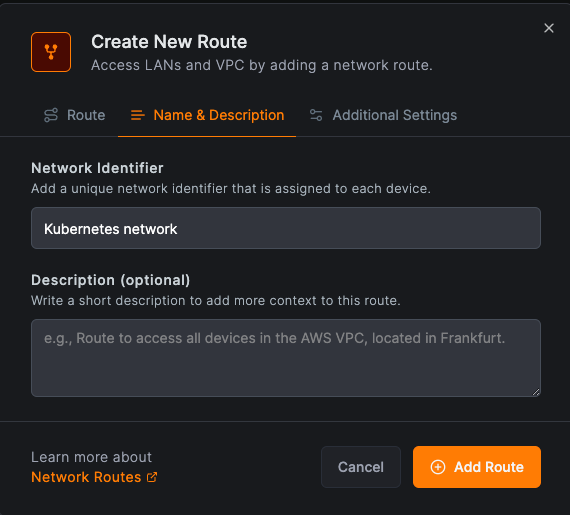 Create New Route
Access LANs and VPC by adding a network route.
Route
Name & Description
Additional Settings
Network Identifier
Add a unique network identifier that is assigned to each device.
Kubernetes network
Description (optional)
Write a short description to add more context to this route.
e.g., Route to access all devices in the AWS VPC, located in Frankfurt.
Learn more about
Network Routes
Cancel
Add Route